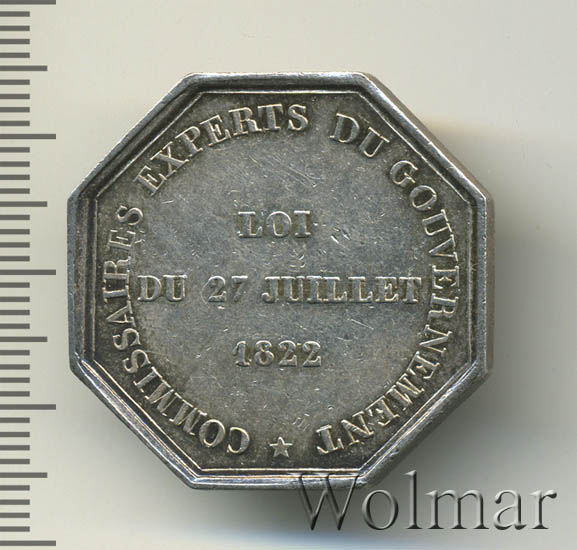 COMMISSAIRES EXPERTS DU GOUVERNEMENT
LOI
DU 27 JUILLET
1822
Wolmar